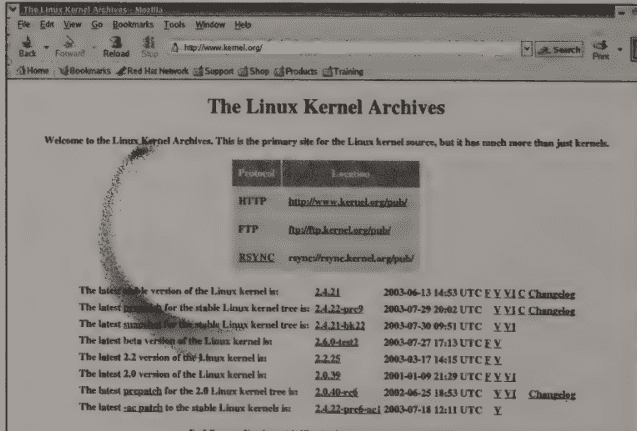 The Linux Kernel Archives - Mozilla
File Edit View Go Bookmarks Tools Window Help
Back Forward Reload Stop http://www.kernel.org/ Search Print
Home Bookmarks Red Hat Network Support Shop Products Training
The Linux Kernel Archives
Welcome to the Linux Kernel Archives. This is the primary site for the Linux kernel source, but it has much more than just kernels.
Protocol Location
HTTP http://www.kernel.org/pub/
FTP ftp://ftp.kernel.org/pub/
RSYNC rsync://rsync.kernel.org/pub/
The latest stable version of the Linux kernel is: 2.4.21 2003-06-13 14:53 UTC F V VI C Changelog
The latest prepatch for the stable Linux kernel tree is: 2.4.22-pre9 2003-07-29 20:02 UTC V VI C Changelog
The latest snapshot for the stable Linux kernel tree is: 2.4.21-bk22 2003-07-30 09:51 UTC V VI
The latest beta version of the Linux kernel is: 2.6.0-test2 2003-07-27 17:13 UTC F V
The latest 2.2 version of the Linux kernel is: 2.2.25 2003-03-17 14:15 UTC F V
The latest 2.0 version of the Linux kernel is: 2.0.39 2001-01-09 21:29 UTC F V VI
The latest prepatch for the 2.0 Linux kernel tree is: 2.0.40-rc6 2002-06-25 18:53 UTC V VI Changelog
The latest -ac patch to the stable Linux kernels is: 2.4.22-pre6-ac1 2003-07-18 12:11 UTC V